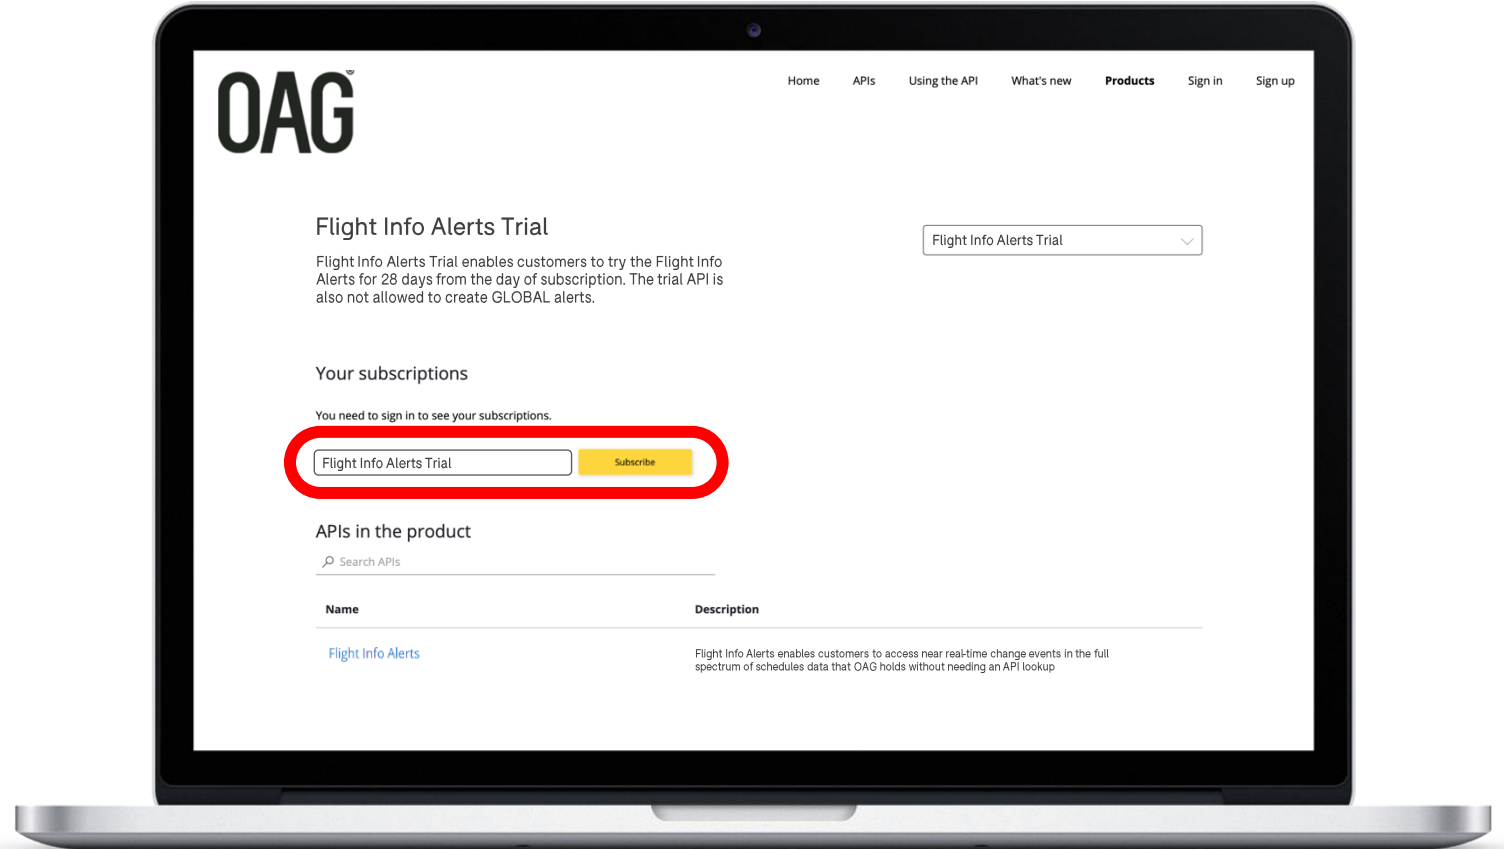 OAG®
Home APIs Using the API What's new Products Sign in Sign up
Flight Info Alerts Trial
Flight Info Alerts Trial
Flight Info Alerts Trial enables customers to try the Flight Info
Alerts for 28 days from the day of subscription. The trial API is
also not allowed to create GLOBAL alerts.
Your subscriptions
You need to sign in to see your subscriptions.
Flight Info Alerts Trial Subscribe
APIs in the product
Search APIs
Name Description
Flight Info Alerts
Flight Info Alerts enables customers to access near real-time change events in the full
spectrum of schedules data that OAG holds without needing an API lookup